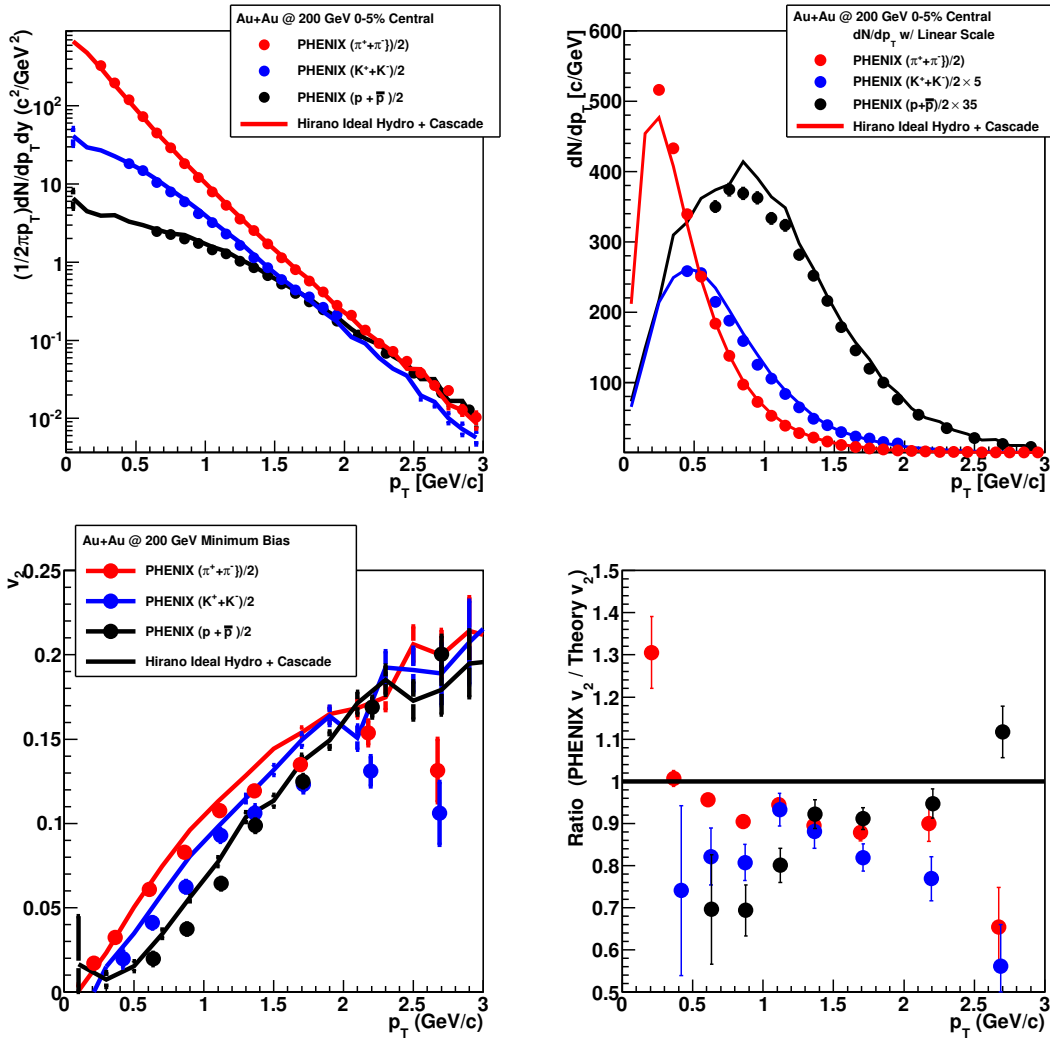 Au+Au @ 200 GeV 0-5% Central
PHENIX (π⁺+π⁻})/2)
PHENIX (K⁺+K⁻)/2
PHENIX (p + p̅ )/2
Hirano Ideal Hydro + Cascade
(1/2πp_T)dN/dp_T dy (c²/GeV²)
10²
10
1
10⁻¹
10⁻²
0 0.5 1 1.5 2 2.5 3
p_T [GeV/c]
Au+Au @ 200 GeV 0-5% Central
dN/dp_T w/ Linear Scale
PHENIX (π⁺+π⁻})/2)
PHENIX (K⁺+K⁻)/2 × 5
PHENIX (p+p̅)/2 × 35
Hirano Ideal Hydro + Cascade
dN/dp_T [c/GeV]
600
500
400
300
200
100
0 0.5 1 1.5 2 2.5 3
p_T [GeV/c]
Au+Au @ 200 GeV Minimum Bias
PHENIX (π⁺+π⁻})/2)
PHENIX (K⁺+K⁻)/2
PHENIX (p + p̅ )/2
Hirano Ideal Hydro + Cascade
v₂
0.25
0.2
0.15
0.1
0.05
0
0 0.5 1 1.5 2 2.5 3
p_T (GeV/c)
Ratio (PHENIX v₂ / Theory v₂)
1.5
1.4
1.3
1.2
1.1
1
0.9
0.8
0.7
0.6
0.5
0 0.5 1 1.5 2 2.5 3
p_T (GeV/c)